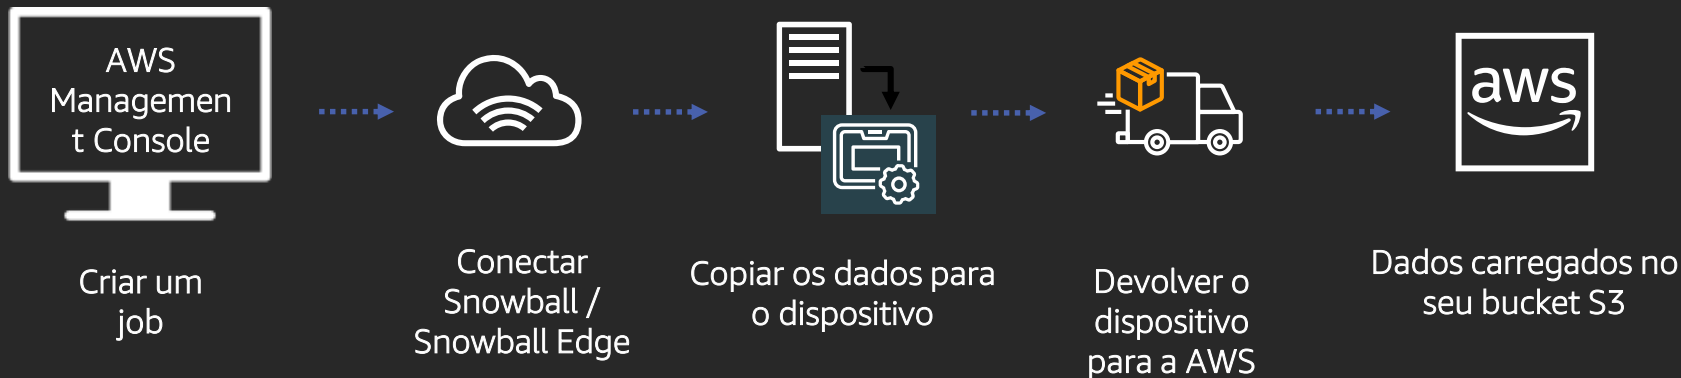 AWS
Managemen
t Console
Criar um
job
Conectar
Snowball /
Snowball Edge
Copiar os dados para
o dispositivo
Devolver o
dispositivo
para a AWS
aws
Dados carregados no
seu bucket S3